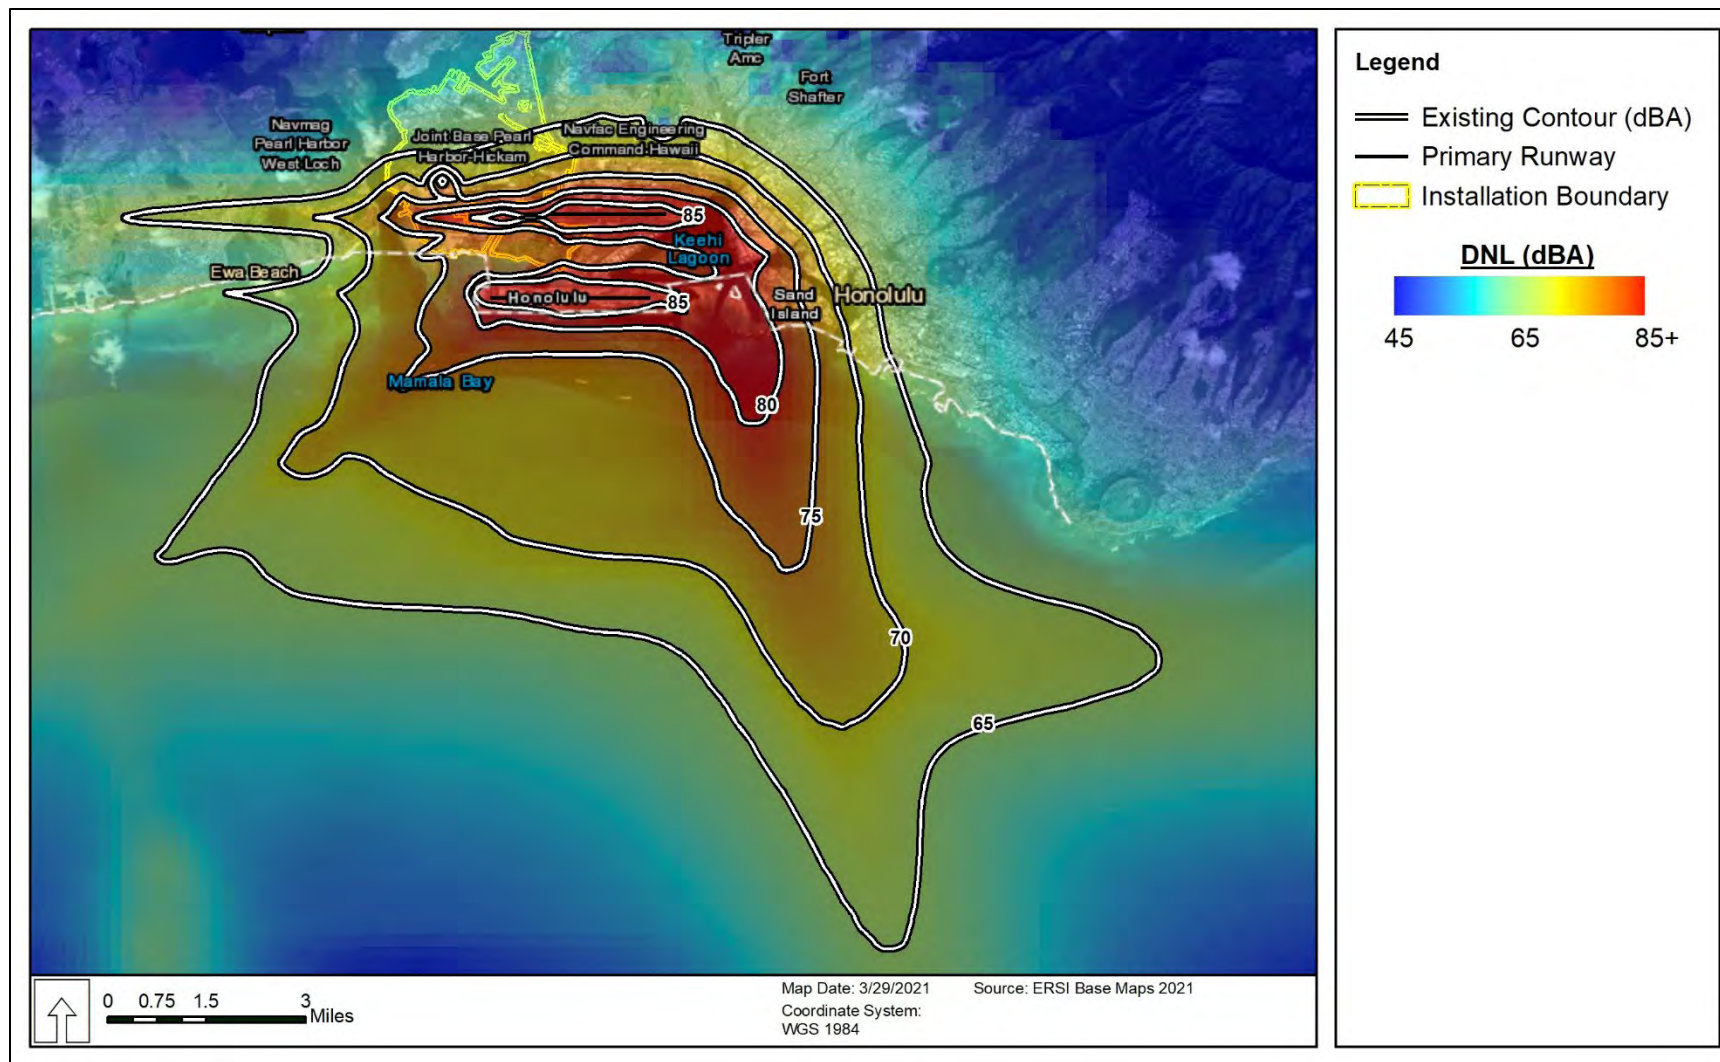 Tripler
Amc
Fort
Shafter
Navmag
Pearl Harbor
West Loch
Joint Base Pearl
Harbor-Hickam
Navfac Engineering
Command Hawaii
85
Keehi
Lagoon
Ewa Beach
Honolulu
85
Sand
Island
Honolulu
Mamala Bay
80
75
70
65
Legend
Existing Contour (dBA)
Primary Runway
Installation Boundary
DNL (dBA)
45 65 85+
0 0.75 1.5 3
Miles
Map Date: 3/29/2021 Source: ERSI Base Maps 2021
Coordinate System:
WGS 1984